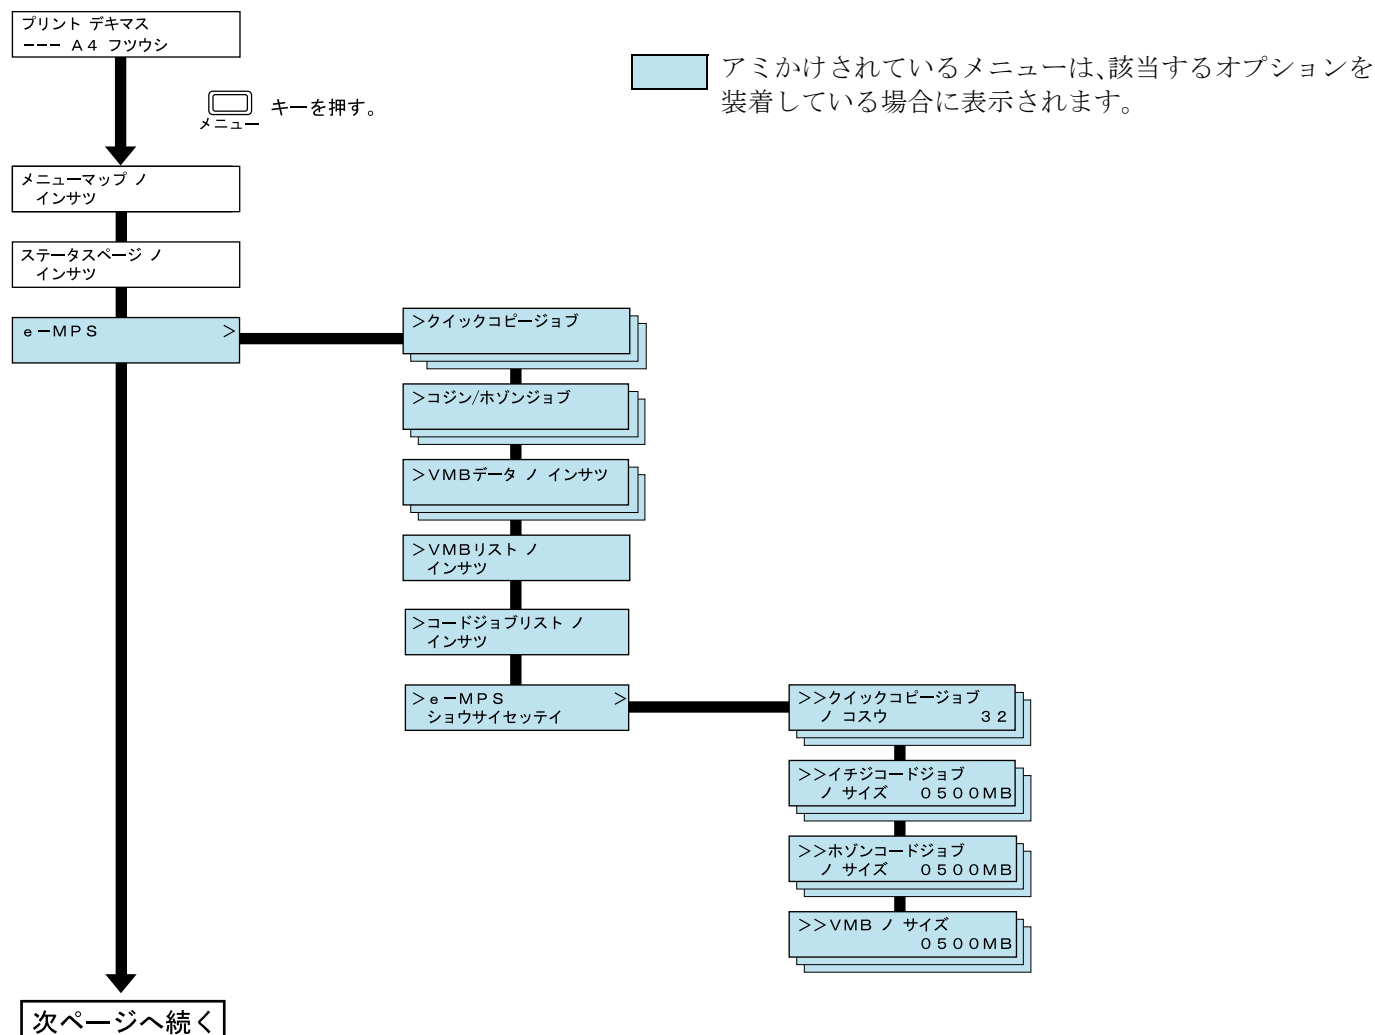 プリント デキマス
--- A4 フツウシ
アミかけされているメニューは、該当するオプションを
装着している場合に表示されます。
メニュー
キーを押す。
メニューマップ ノ
インサツ
ステータスページ ノ
インサツ
e-MPS >
>クイックコピージョブ
>コジン/ホゾンジョブ
>VMBデータ ノ インサツ
>VMBリスト ノ
インサツ
>コードジョブリスト ノ
インサツ
>e-MPS >
ショウサイセッテイ
>>クイックコピージョブ
ノ コスウ 32
>>イチジコードジョブ
ノ サイズ 0500MB
>>ホゾンコードジョブ
ノ サイズ 0500MB
>>VMB ノ サイズ
0500MB
次ページへ続く